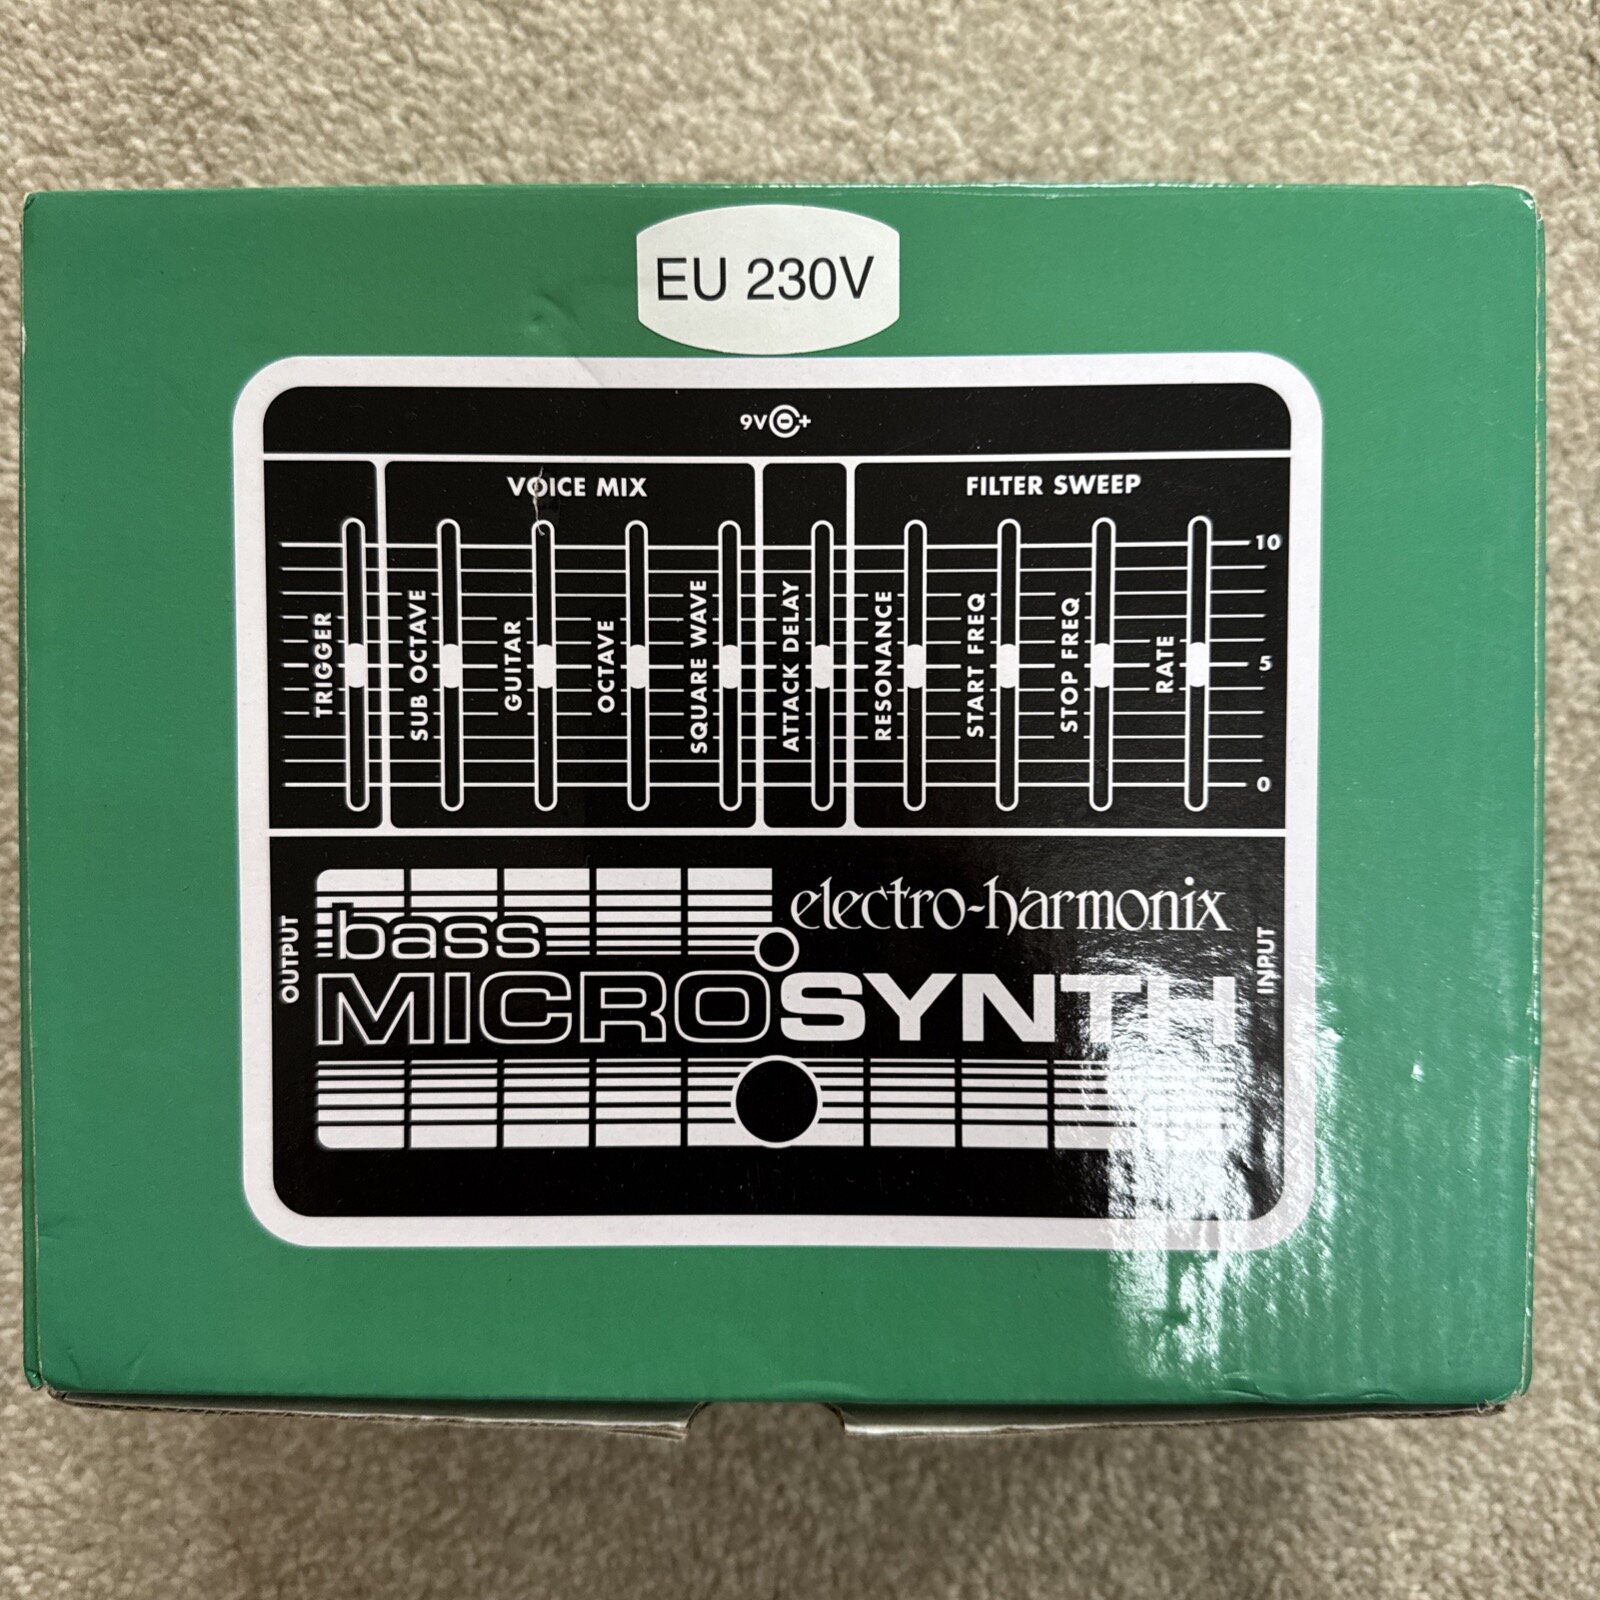 EU 230V
9V - +
VOICE MIX
FILTER SWEEP
TRIGGER
SUB OCTAVE
GUITAR
OCTAVE
SQUARE WAVE
ATTACK DELAY
RESONANCE
START FREQ
STOP FREQ
RATE
10
5
0
OUTPUT
bass
electro-harmonix
MICROSYNTH
INPUT